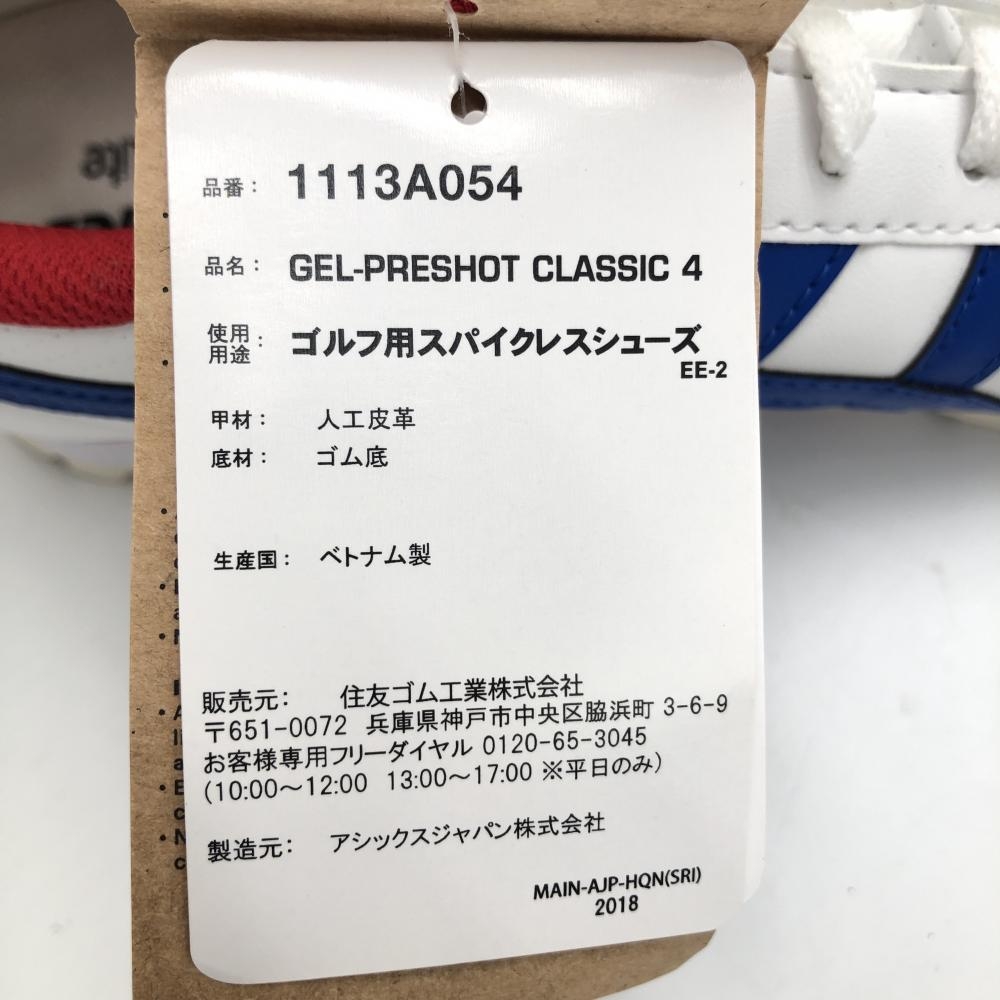 品番： 1113A054
品名： GEL-PRESHOT CLASSIC 4
使用用途： ゴルフ用スパイクレスシューズ
EE-2
甲材： 人工皮革
底材： ゴム底
生産国： ベトナム製
販売元： 住友ゴム工業株式会社
〒651-0072 兵庫県神戸市中央区脇浜町 3-6-9
お客様専用フリーダイヤル 0120-65-3045
(10:00～12:00 13:00～17:00 ※平日のみ)
製造元： アシックスジャパン株式会社
MAIN-AJP-HQN(SRI)
2018